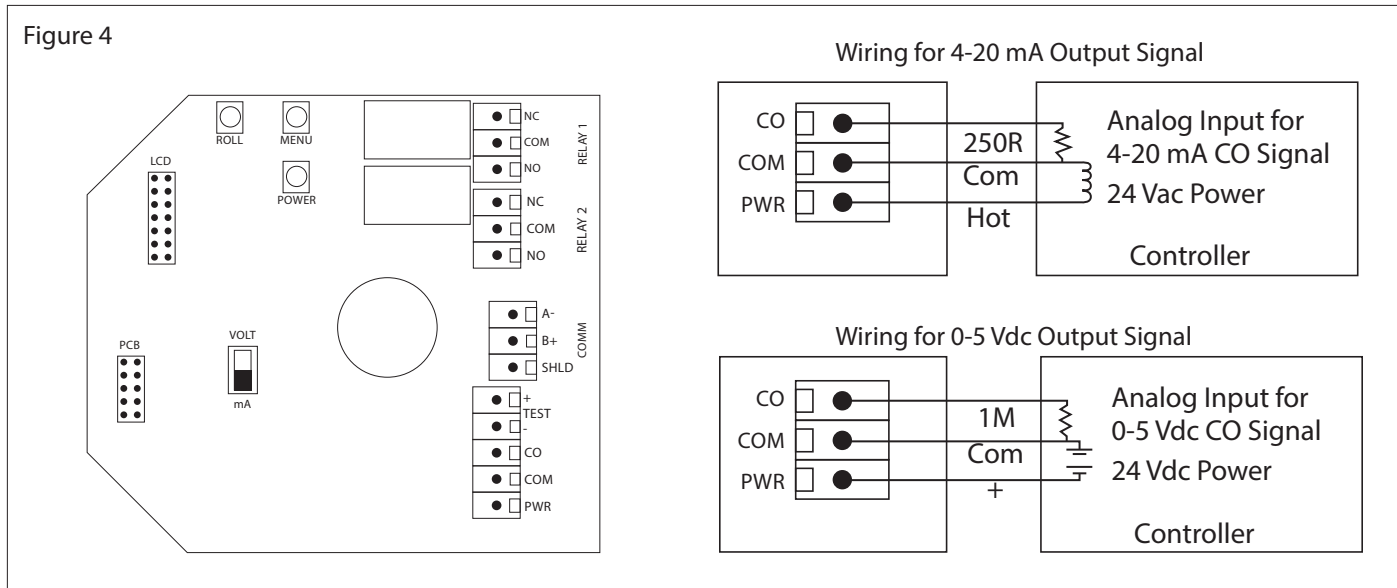 Figure 4
ROLL
MENU
LCD
POWER
NC
COM
NO
RELAY 1
NC
COM
NO
RELAY 2
A-
B+
SHLD
COMM
PCB
VOLT
mA
+
TEST
-
CO
COM
PWR
Wiring for 4-20 mA Output Signal
CO
COM
PWR
250R
Com
Hot
Analog Input for
4-20 mA CO Signal
24 Vac Power
Controller
Wiring for 0-5 Vdc Output Signal
CO
COM
PWR
1M
Com
+
Analog Input for
0-5 Vdc CO Signal
24 Vdc Power
Controller